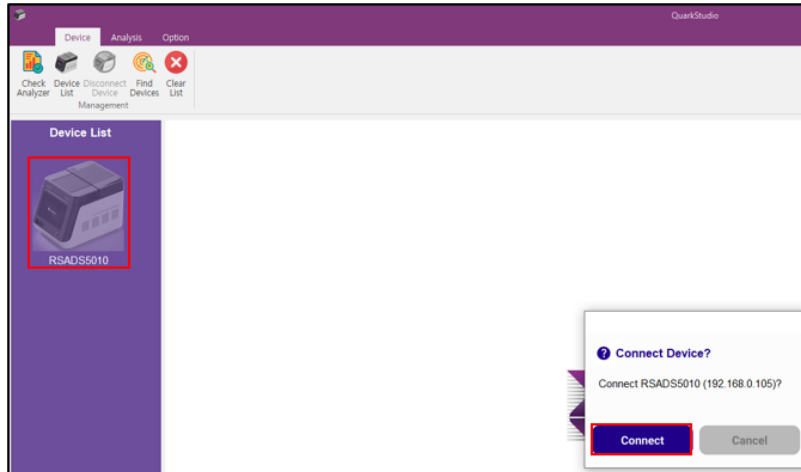 QuarkStudio
Device Analysis Option
Check Analyzer
Device List
Disconnect Device
Find Devices
Clear List
Management
Device List
RSADS5010
Connect Device?
Connect RSADS5010 (192.168.0.105)?
Connect Cancel